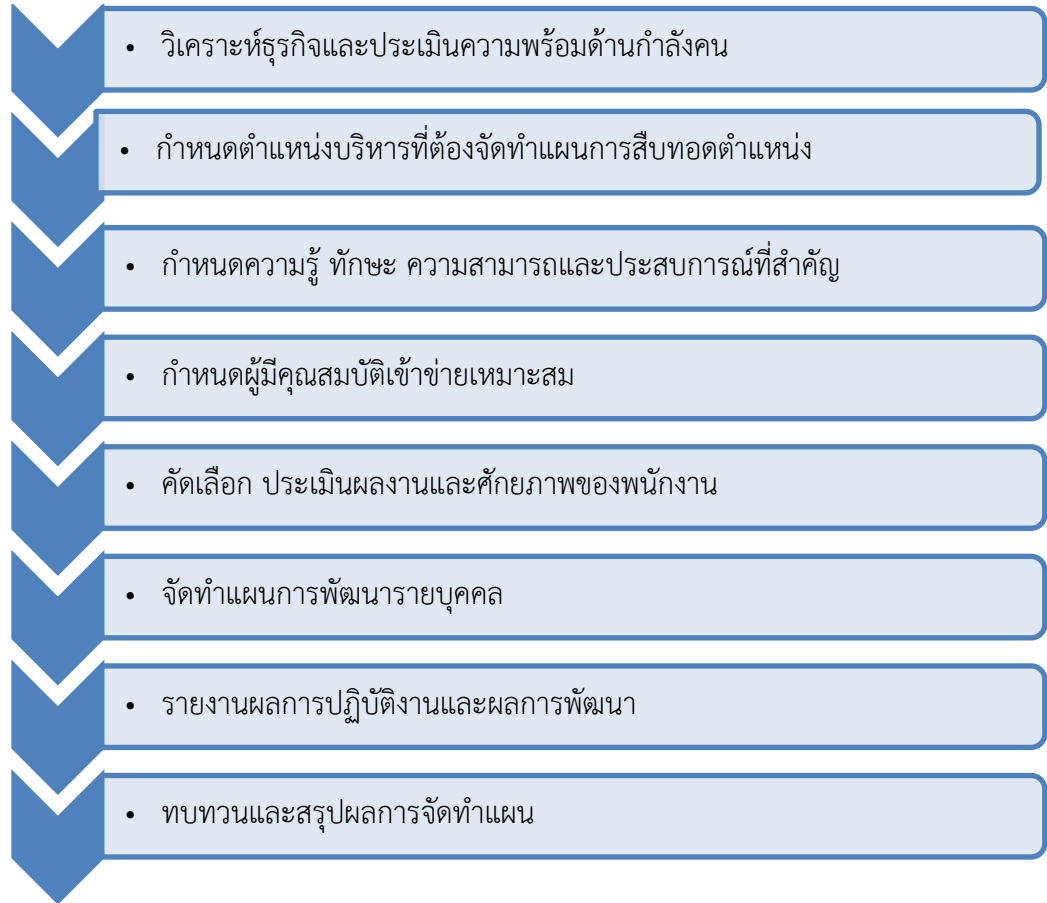 • วิเคราะห์ธุรกิจและประเมินความพร้อมด้านกำลังคน
• กำหนดตำแหน่งบริหารที่ต้องจัดทำแผนการสืบทอดตำแหน่ง
• กำหนดความรู้ ทักษะ ความสามารถและประสบการณ์ที่สำคัญ
• กำหนดผู้มีคุณสมบัติเข้าข่ายเหมาะสม
• คัดเลือก ประเมินผลงานและศักยภาพของพนักงาน
• จัดทำแผนการพัฒนารายบุคคล
• รายงานผลการปฏิบัติงานและผลการพัฒนา
• ทบทวนและสรุปผลการจัดทำแผน